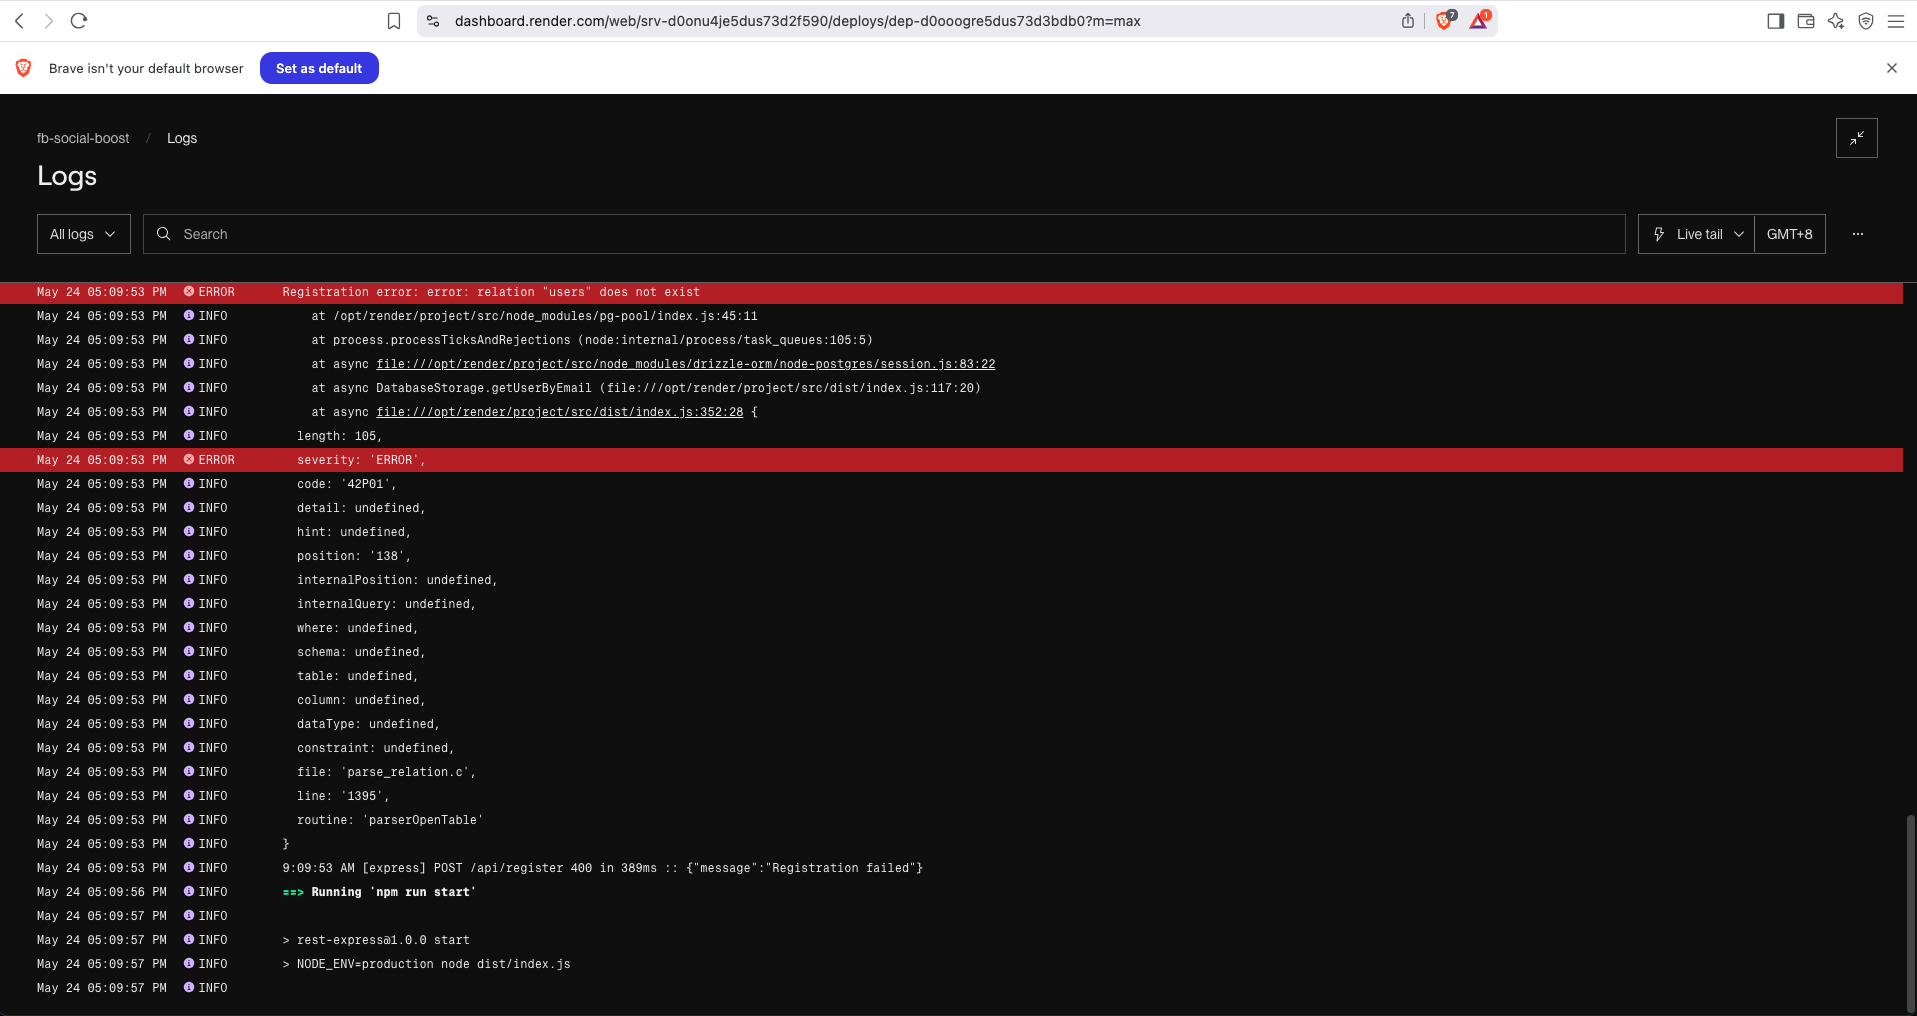 dashboard.render.com/web/srv-d0onu4je5dus73d2f590/deploys/dep-d0ooogre5dus73d3bdb0?m=max
7
1
Brave isn't your default browser
Set as default
fb-social-boost / Logs
Logs
All logs
Search
Live tail
GMT+8
May 24 05:09:53 PM ERROR Registration error: error: relation "users" does not exist
May 24 05:09:53 PM INFO at /opt/render/project/src/node_modules/pg-pool/index.js:45:11
May 24 05:09:53 PM INFO at process.processTicksAndRejections (node:internal/process/task_queues:105:5)
May 24 05:09:53 PM INFO at async file:///opt/render/project/src/node_modules/drizzle-orm/node-postgres/session.js:83:22
May 24 05:09:53 PM INFO at async DatabaseStorage.getUserByEmail (file:///opt/render/project/src/dist/index.js:117:20)
May 24 05:09:53 PM INFO at async file:///opt/render/project/src/dist/index.js:352:28 {
May 24 05:09:53 PM INFO length: 105,
May 24 05:09:53 PM ERROR severity: 'ERROR',
May 24 05:09:53 PM INFO code: '42P01',
May 24 05:09:53 PM INFO detail: undefined,
May 24 05:09:53 PM INFO hint: undefined,
May 24 05:09:53 PM INFO position: '138',
May 24 05:09:53 PM INFO internalPosition: undefined,
May 24 05:09:53 PM INFO internalQuery: undefined,
May 24 05:09:53 PM INFO where: undefined,
May 24 05:09:53 PM INFO schema: undefined,
May 24 05:09:53 PM INFO table: undefined,
May 24 05:09:53 PM INFO column: undefined,
May 24 05:09:53 PM INFO dataType: undefined,
May 24 05:09:53 PM INFO constraint: undefined,
May 24 05:09:53 PM INFO file: 'parse_relation.c',
May 24 05:09:53 PM INFO line: '1395',
May 24 05:09:53 PM INFO routine: 'parserOpenTable'
May 24 05:09:53 PM INFO }
May 24 05:09:53 PM INFO 9:09:53 AM [express] POST /api/register 400 in 389ms :: {"message":"Registration failed"}
May 24 05:09:56 PM INFO ==> Running 'npm run start'
May 24 05:09:57 PM INFO
May 24 05:09:57 PM INFO > rest-express@1.0.0 start
May 24 05:09:57 PM INFO > NODE_ENV=production node dist/index.js
May 24 05:09:57 PM INFO